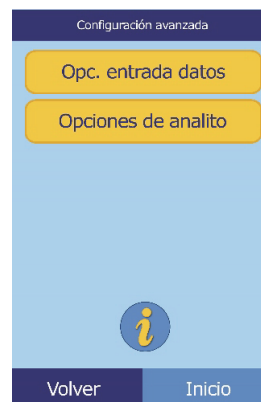 Configuración avanzada
Opc. entrada datos
Opciones de analito
i
Volver Inicio